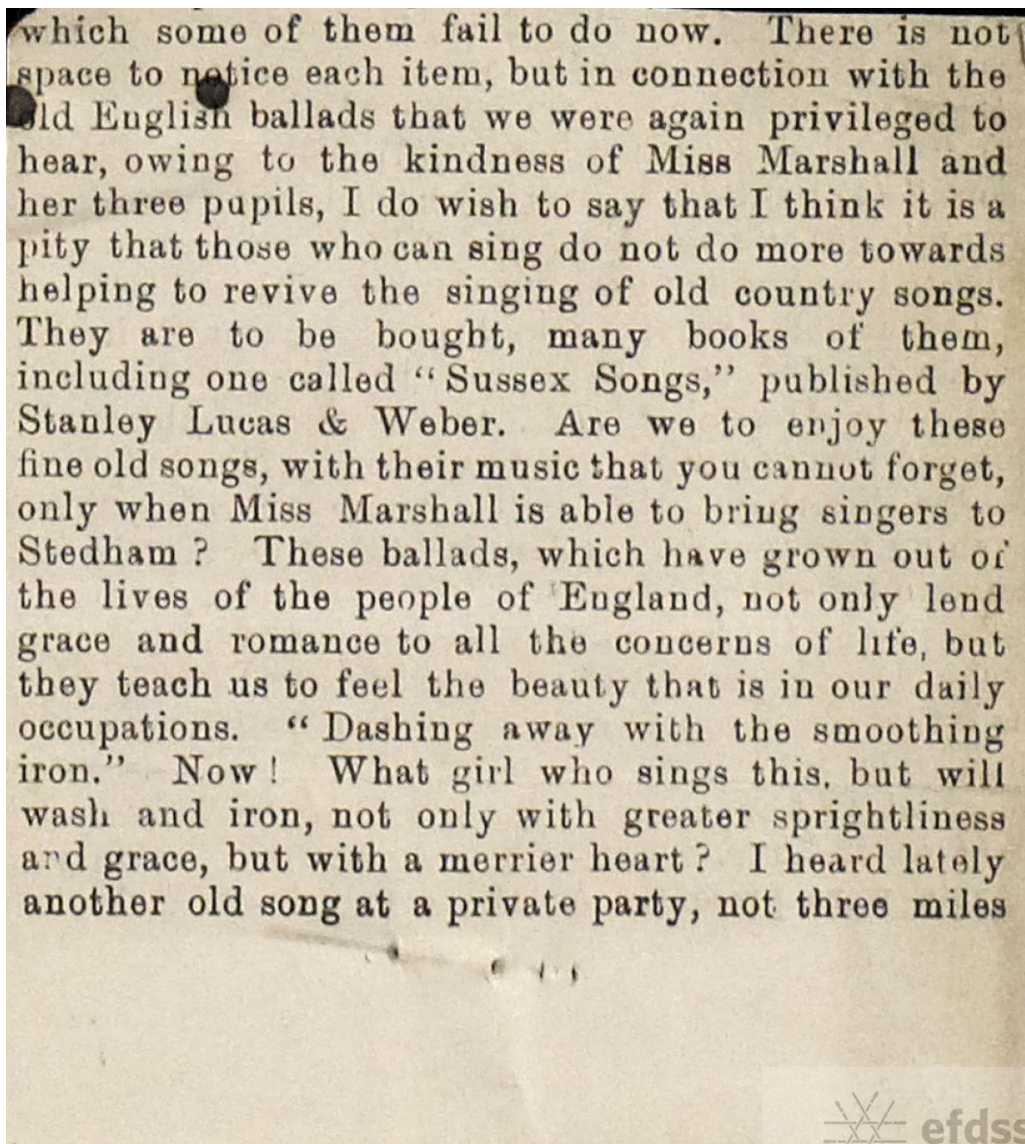 which some of them fail to do now. There is not
space to notice each item, but in connection with the
old English ballads that we were again privileged to
hear, owing to the kindness of Miss Marshall and
her three pupils, I do wish to say that I think it is a
pity that those who can sing do not do more towards
helping to revive the singing of old country songs.
They are to be bought, many books of them,
including one called “Sussex Songs,” published by
Stanley Lucas & Weber. Are we to enjoy these
fine old songs, with their music that you cannot forget,
only when Miss Marshall is able to bring singers to
Stedham? These ballads, which have grown out of
the lives of the people of England, not only lend
grace and romance to all the concerns of life, but
they teach us to feel the beauty that is in our daily
occupations. “Dashing away with the smoothing
iron.” Now! What girl who sings this, but will
wash and iron, not only with greater sprightliness
and grace, but with a merrier heart? I heard lately
another old song at a private party, not three miles
efdss